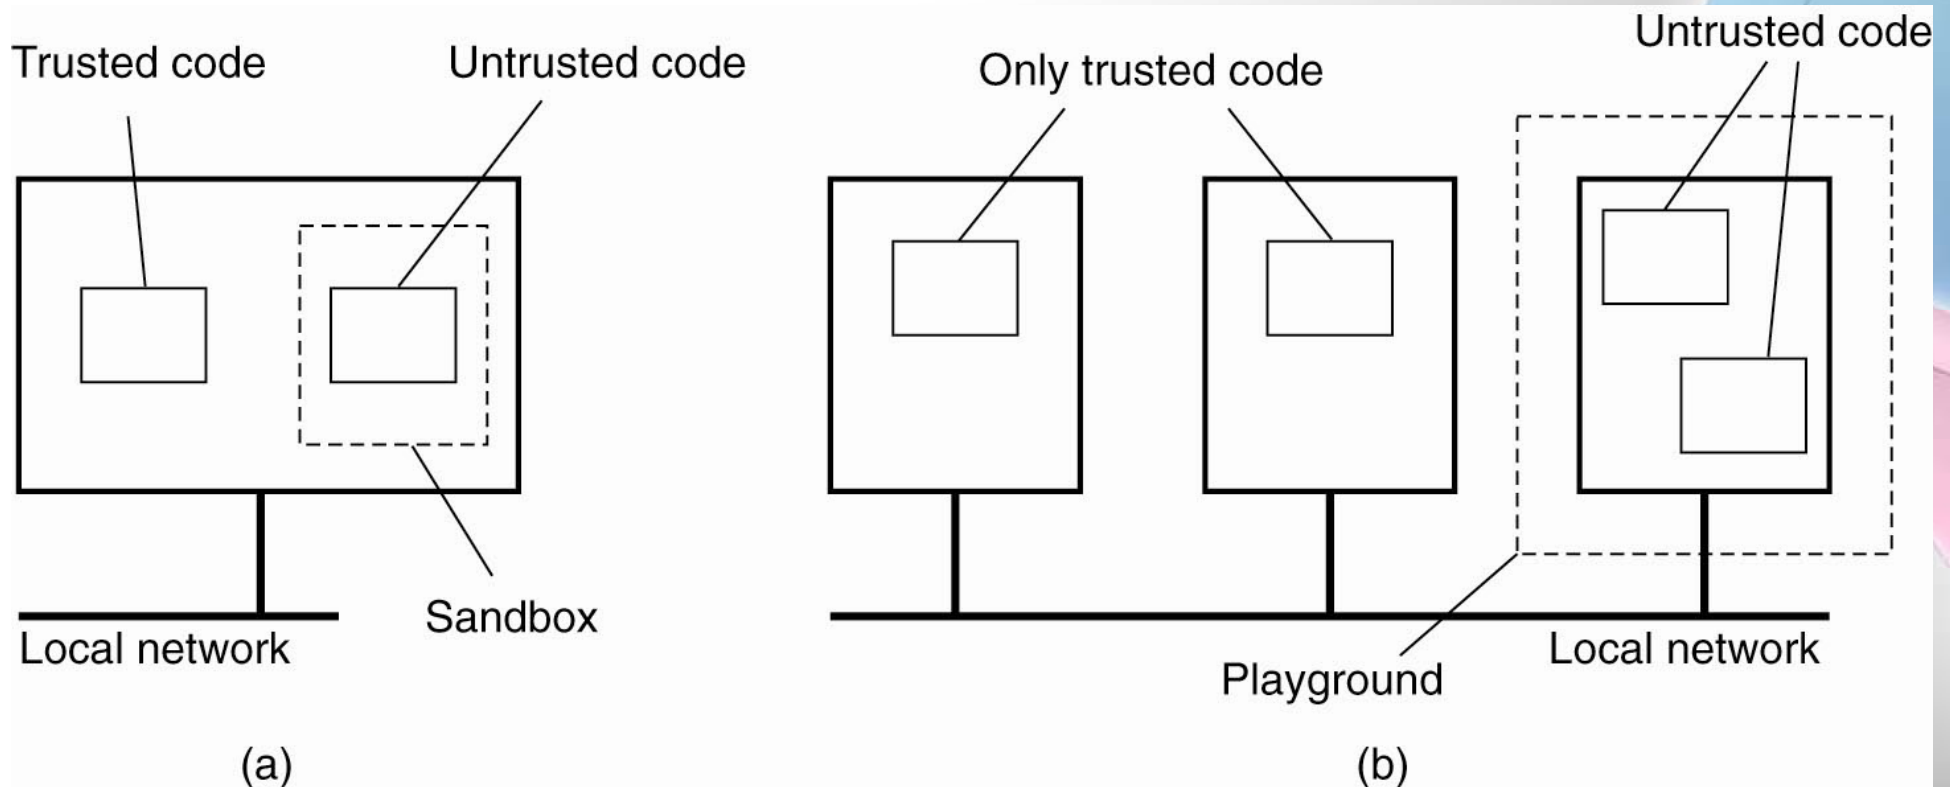 Trusted code
Untrusted code
Sandbox
Local network
(a)
Only trusted code
Untrusted code
Playground
Local network
(b)